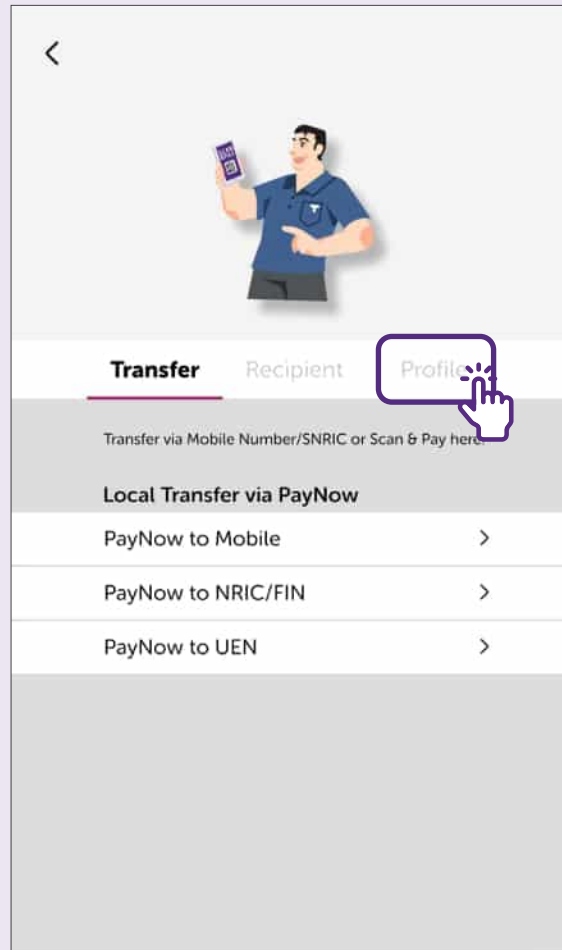 Transfer Recipient Profile
Transfer via Mobile Number/SNRIC or Scan & Pay here.
Local Transfer via PayNow
PayNow to Mobile
PayNow to NRIC/FIN
PayNow to UEN